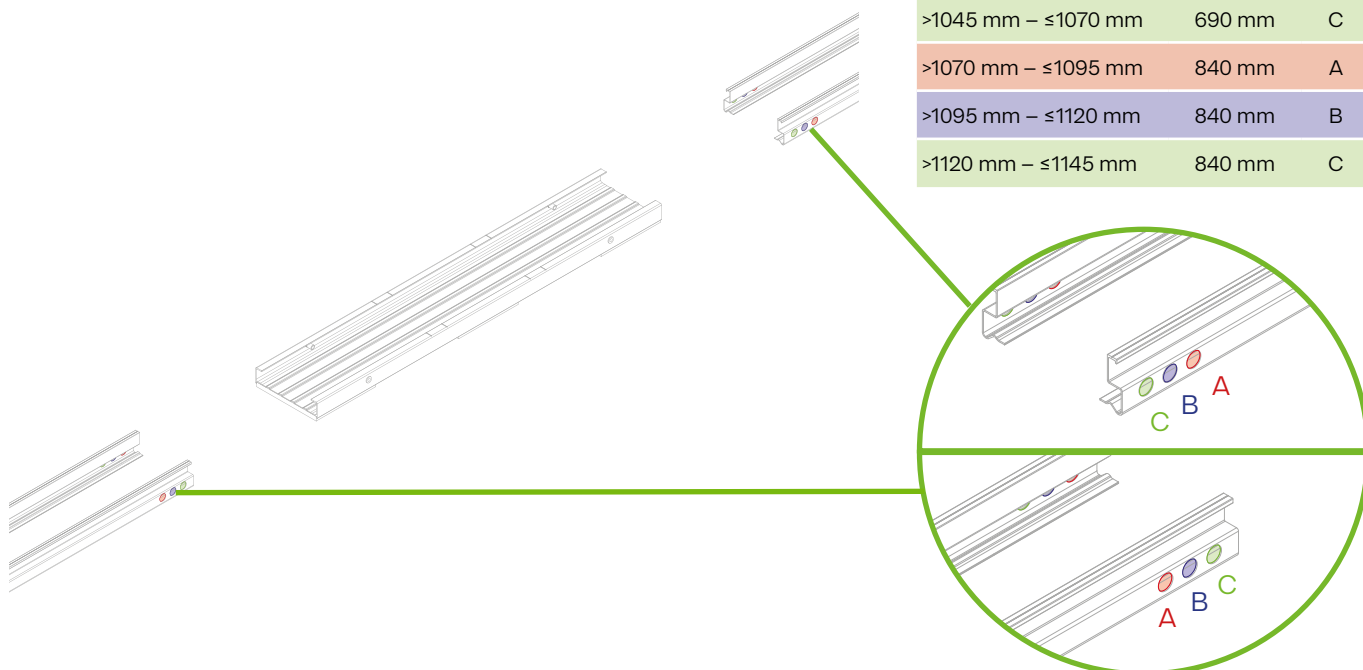 >1045 mm – ≤1070 mm 690 mm C
>1070 mm – ≤1095 mm 840 mm A
>1095 mm – ≤1120 mm 840 mm B
>1120 mm – ≤1145 mm 840 mm C
A
B
C
C
B
A